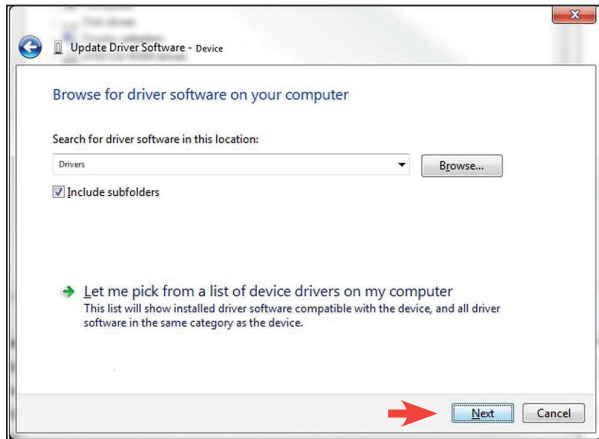 Update Driver Software - Device
Browse for driver software on your computer
Search for driver software in this location:
Drivers
Browse...
Include subfolders
Let me pick from a list of device drivers on my computer
This list will show installed driver software compatible with the device, and all driver
software in the same category as the device.
Next
Cancel